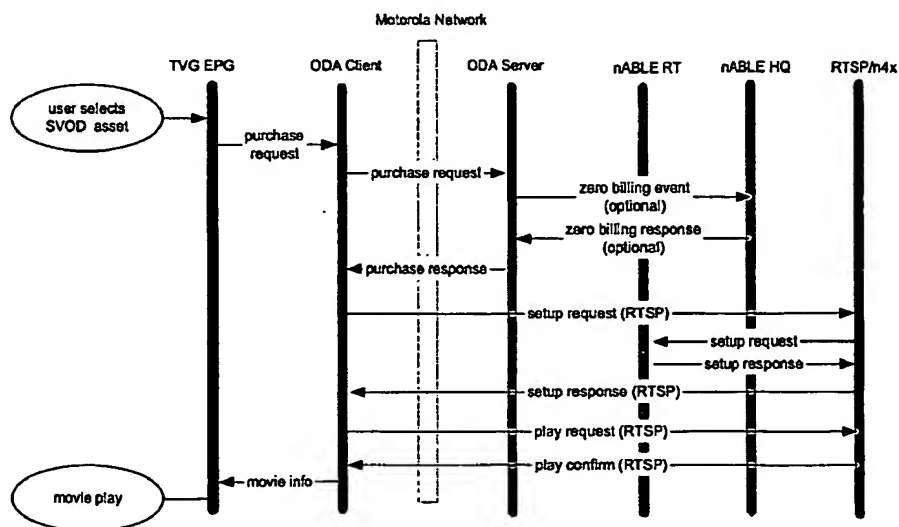 Motorola Network
TVG EPG
ODA Client
ODA Server
nABLE RT
nABLE HQ
RTSP/n4x
user selects
SVOD asset
purchase
request
purchase request
zero billing event
(optional)
zero billing response
(optional)
purchase response
setup request (RTSP)
setup request
setup response
setup response (RTSP)
play request (RTSP)
play confirm (RTSP)
movie info
movie play